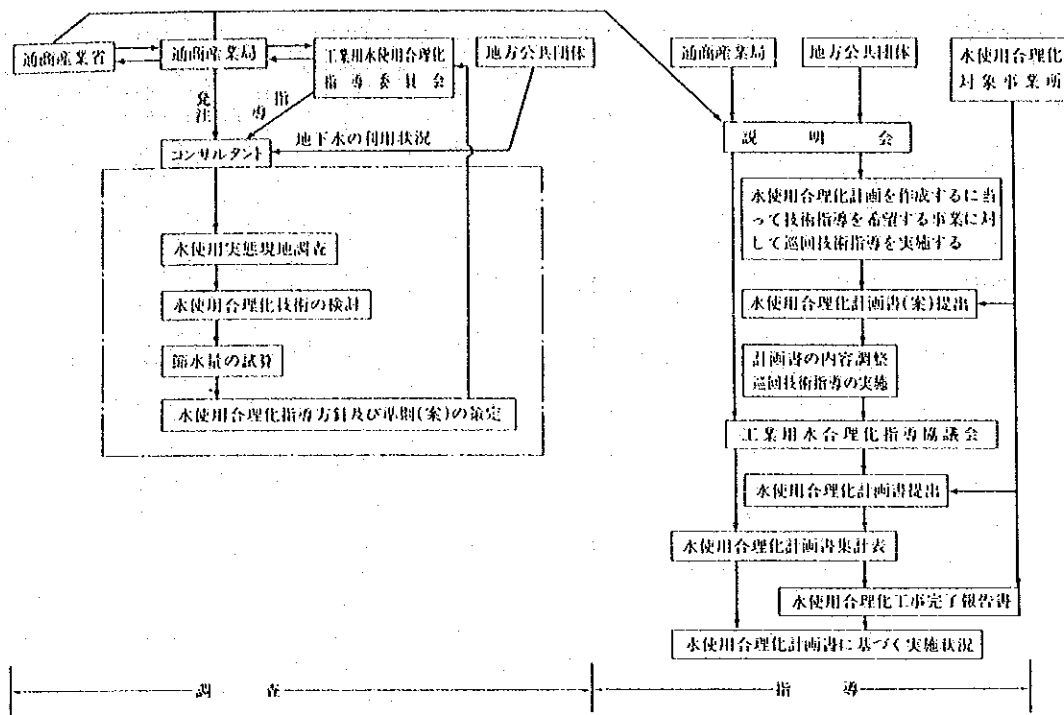 通商産業省
通商産業局
工業用水使用合理化
指導委員会
地方公共団体
発注
指導
地下水の利用状況
コンサルタント
水使用実態現地調査
水使用合理化技術の検討
節水量の試算
水使用合理化指導方針及び準則(案)の策定
通商産業局
地方公共団体
水使用合理化
対象事業所
説明会
水使用合理化計画を作成するに当
って技術指導を希望する事業に対
して巡回技術指導を実施する
水使用合理化計画書(案)提出
計画書の内容調整
巡回技術指導の実施
工業用水合理化指導協議会
水使用合理化計画書提出
水使用合理化計画書集計表
水使用合理化工事完了報告書
水使用合理化計画書に基づく実施状況
調査
指導